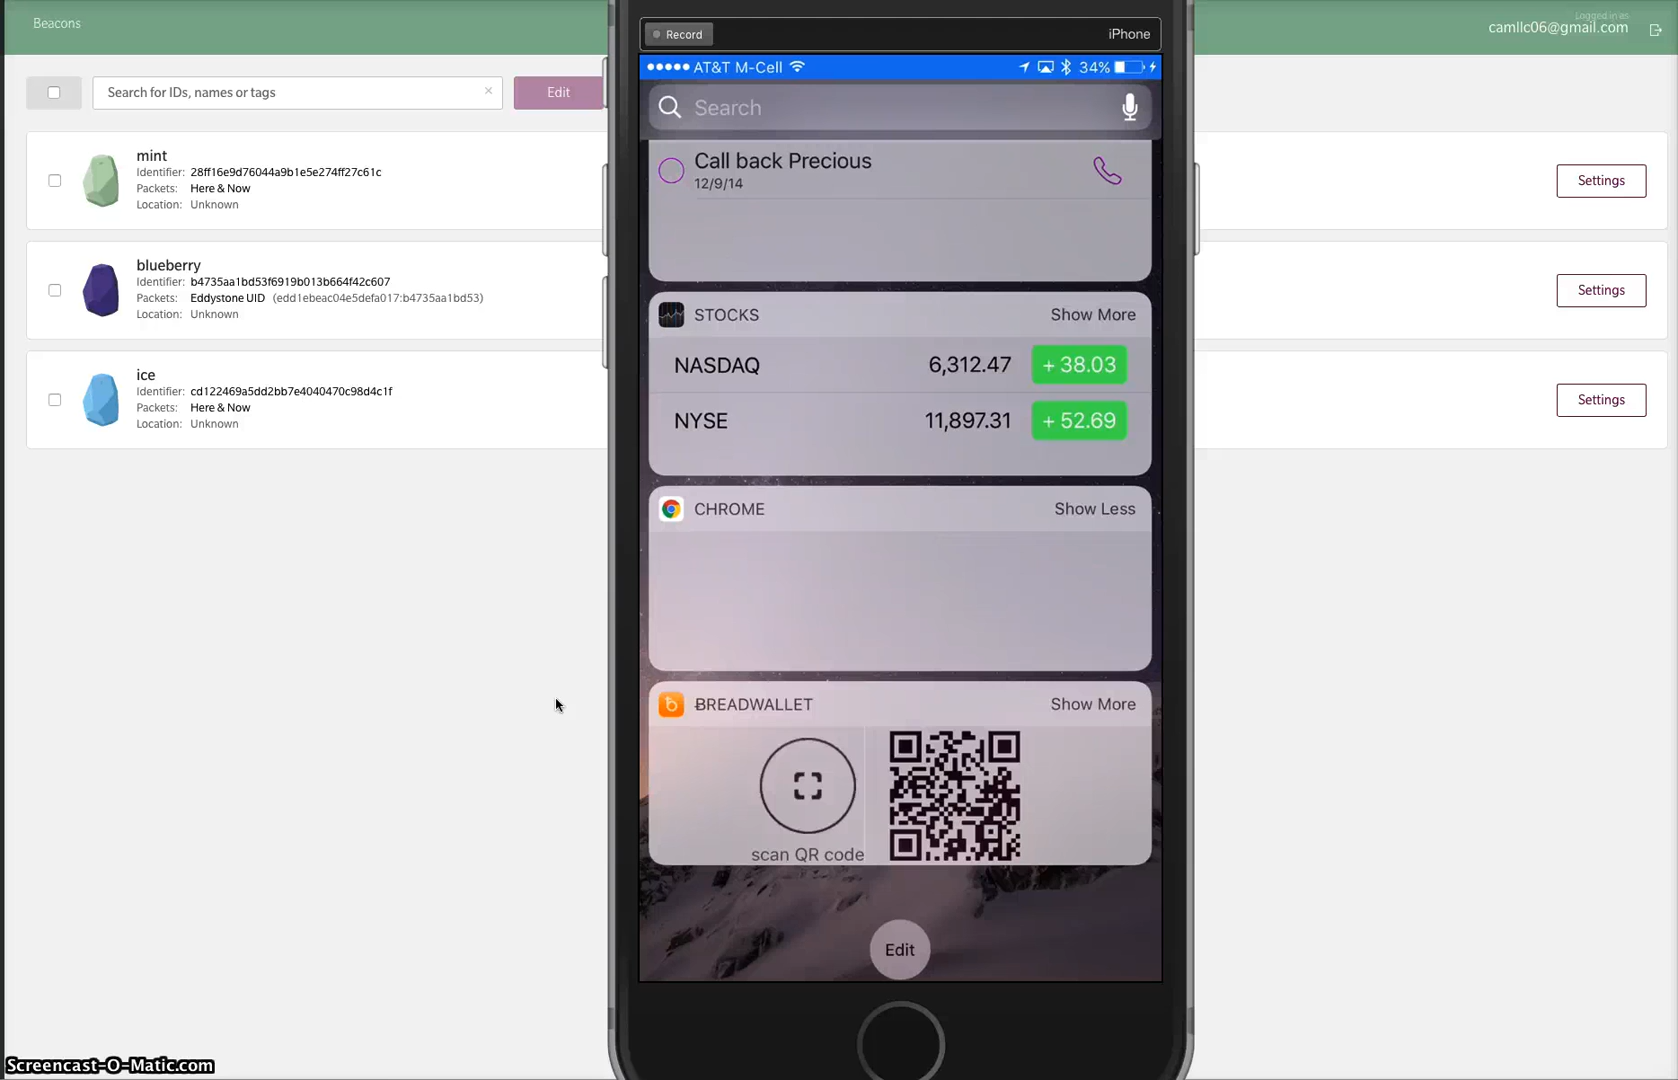 Beacons
Logged in as
camllc06@gmail.com
Search for IDs, names or tags
×
Edit
mint
Identifier: 28ff16e9d76044a9b1e5e274ff27c61c
Packets: Here & Now
Location: Unknown
Settings
blueberry
Identifier: b4735aa1bd53f6919b013b664f42c607
Packets: Eddystone UID (edd1ebeac04e5defa017:b4735aa1bd53)
Location: Unknown
Settings
ice
Identifier: cd122469a5dd2bb7e4040470c98d4c1f
Packets: Here & Now
Location: Unknown
Settings
Record
iPhone
AT&T M-Cell 34%
Search
Call back Precious
12/9/14
STOCKS Show More
NASDAQ 6,312.47 + 38.03
NYSE 11,897.31 + 52.69
CHROME Show Less
BREADWALLET Show More
scan QR code
Edit
Screencast-O-Matic.com